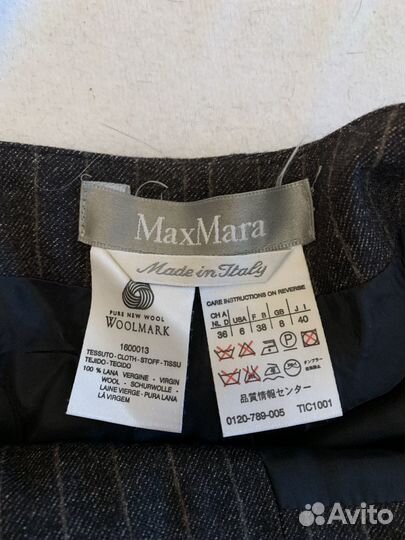 MaxMara
Made in Italy
PURE NEW WOOL
WOOLMARK
1600013
TESSUTO-CLOTH-STOFF-TISSU
TEJIDO-TECIDO
100 % LANA VERGINE - VIRGIN
WOOL - SCHURWOLLE -
LAINE VIERGE - PURA LANA
LÃ VIRGEM
CARE INSTRUCTIONS ON REVERSE
CH A NL D USA F B GB J I
36 6 38 8 40
P
品質情報センター
0120-789-005 TIC1001
Avito